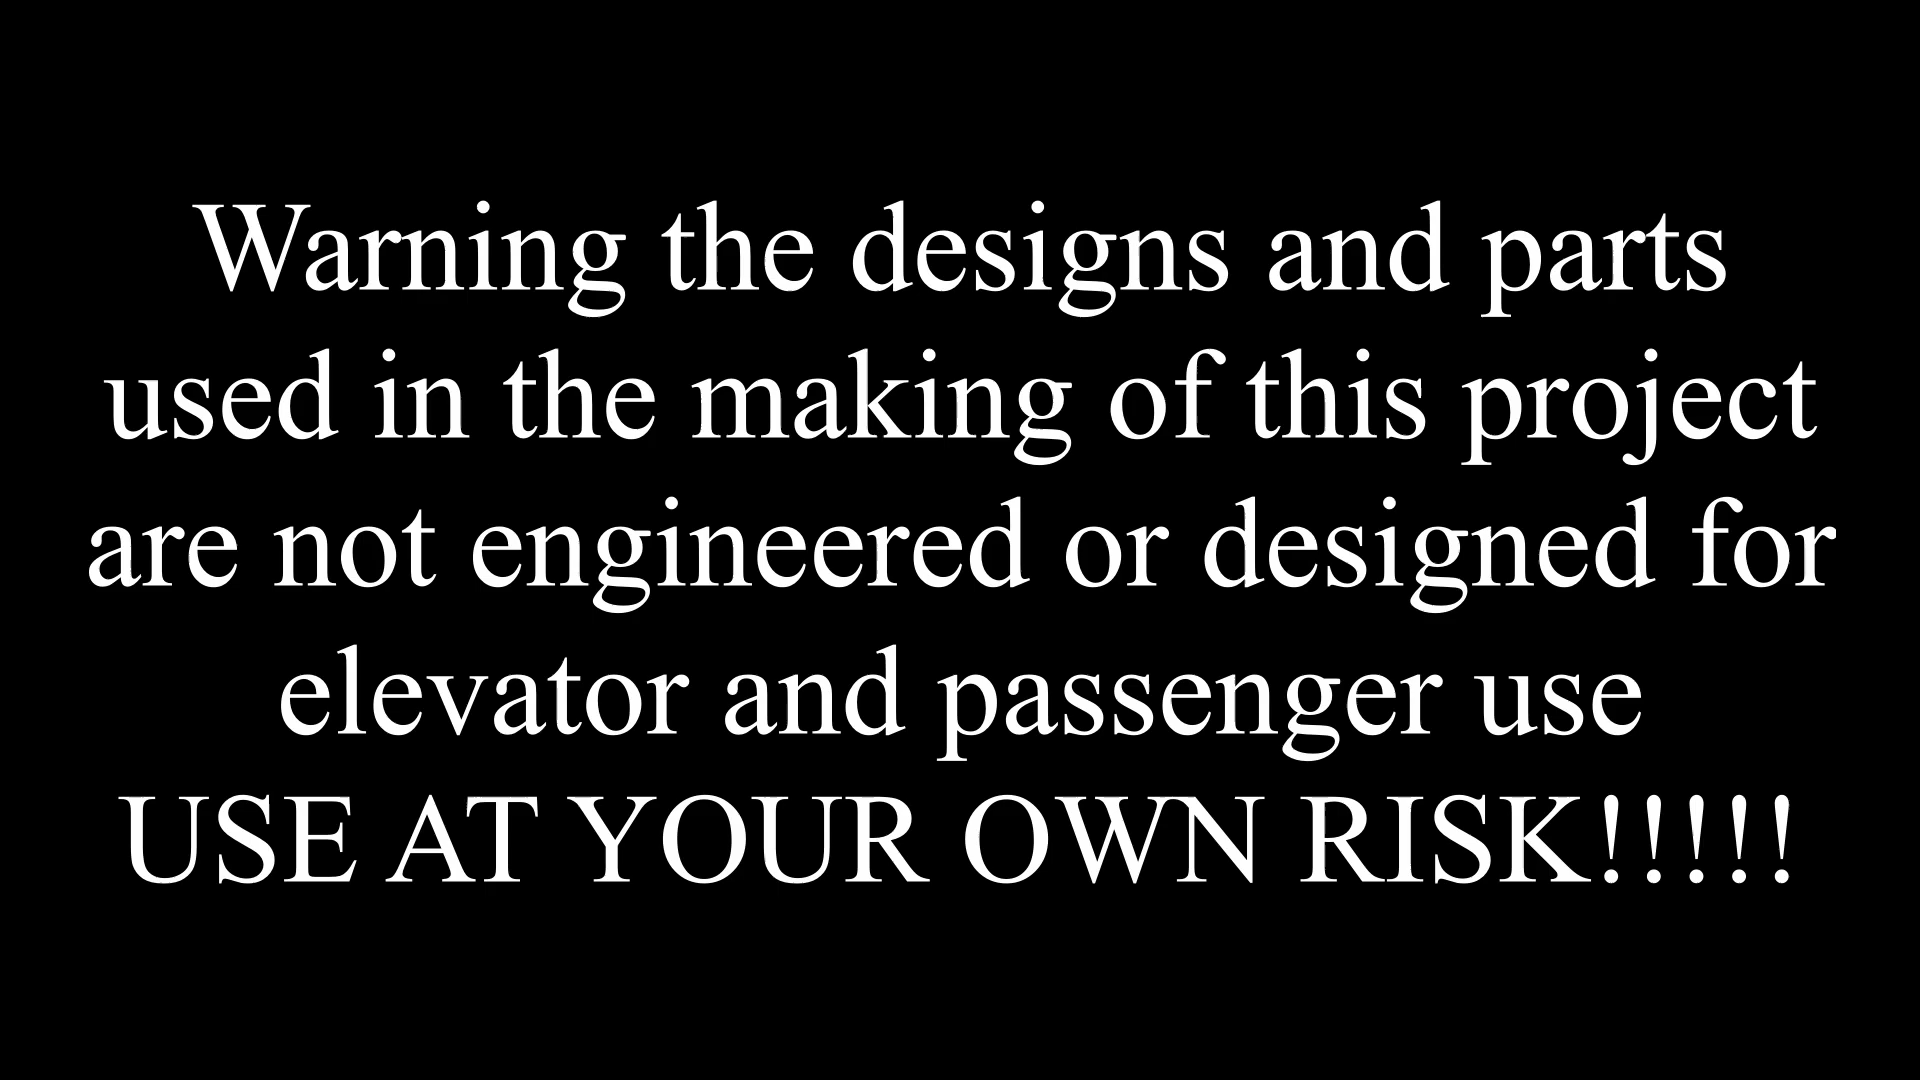 Warning the designs and parts
used in the making of this project
are not engineered or designed for
elevator and passenger use
USE AT YOUR OWN RISK!!!!!